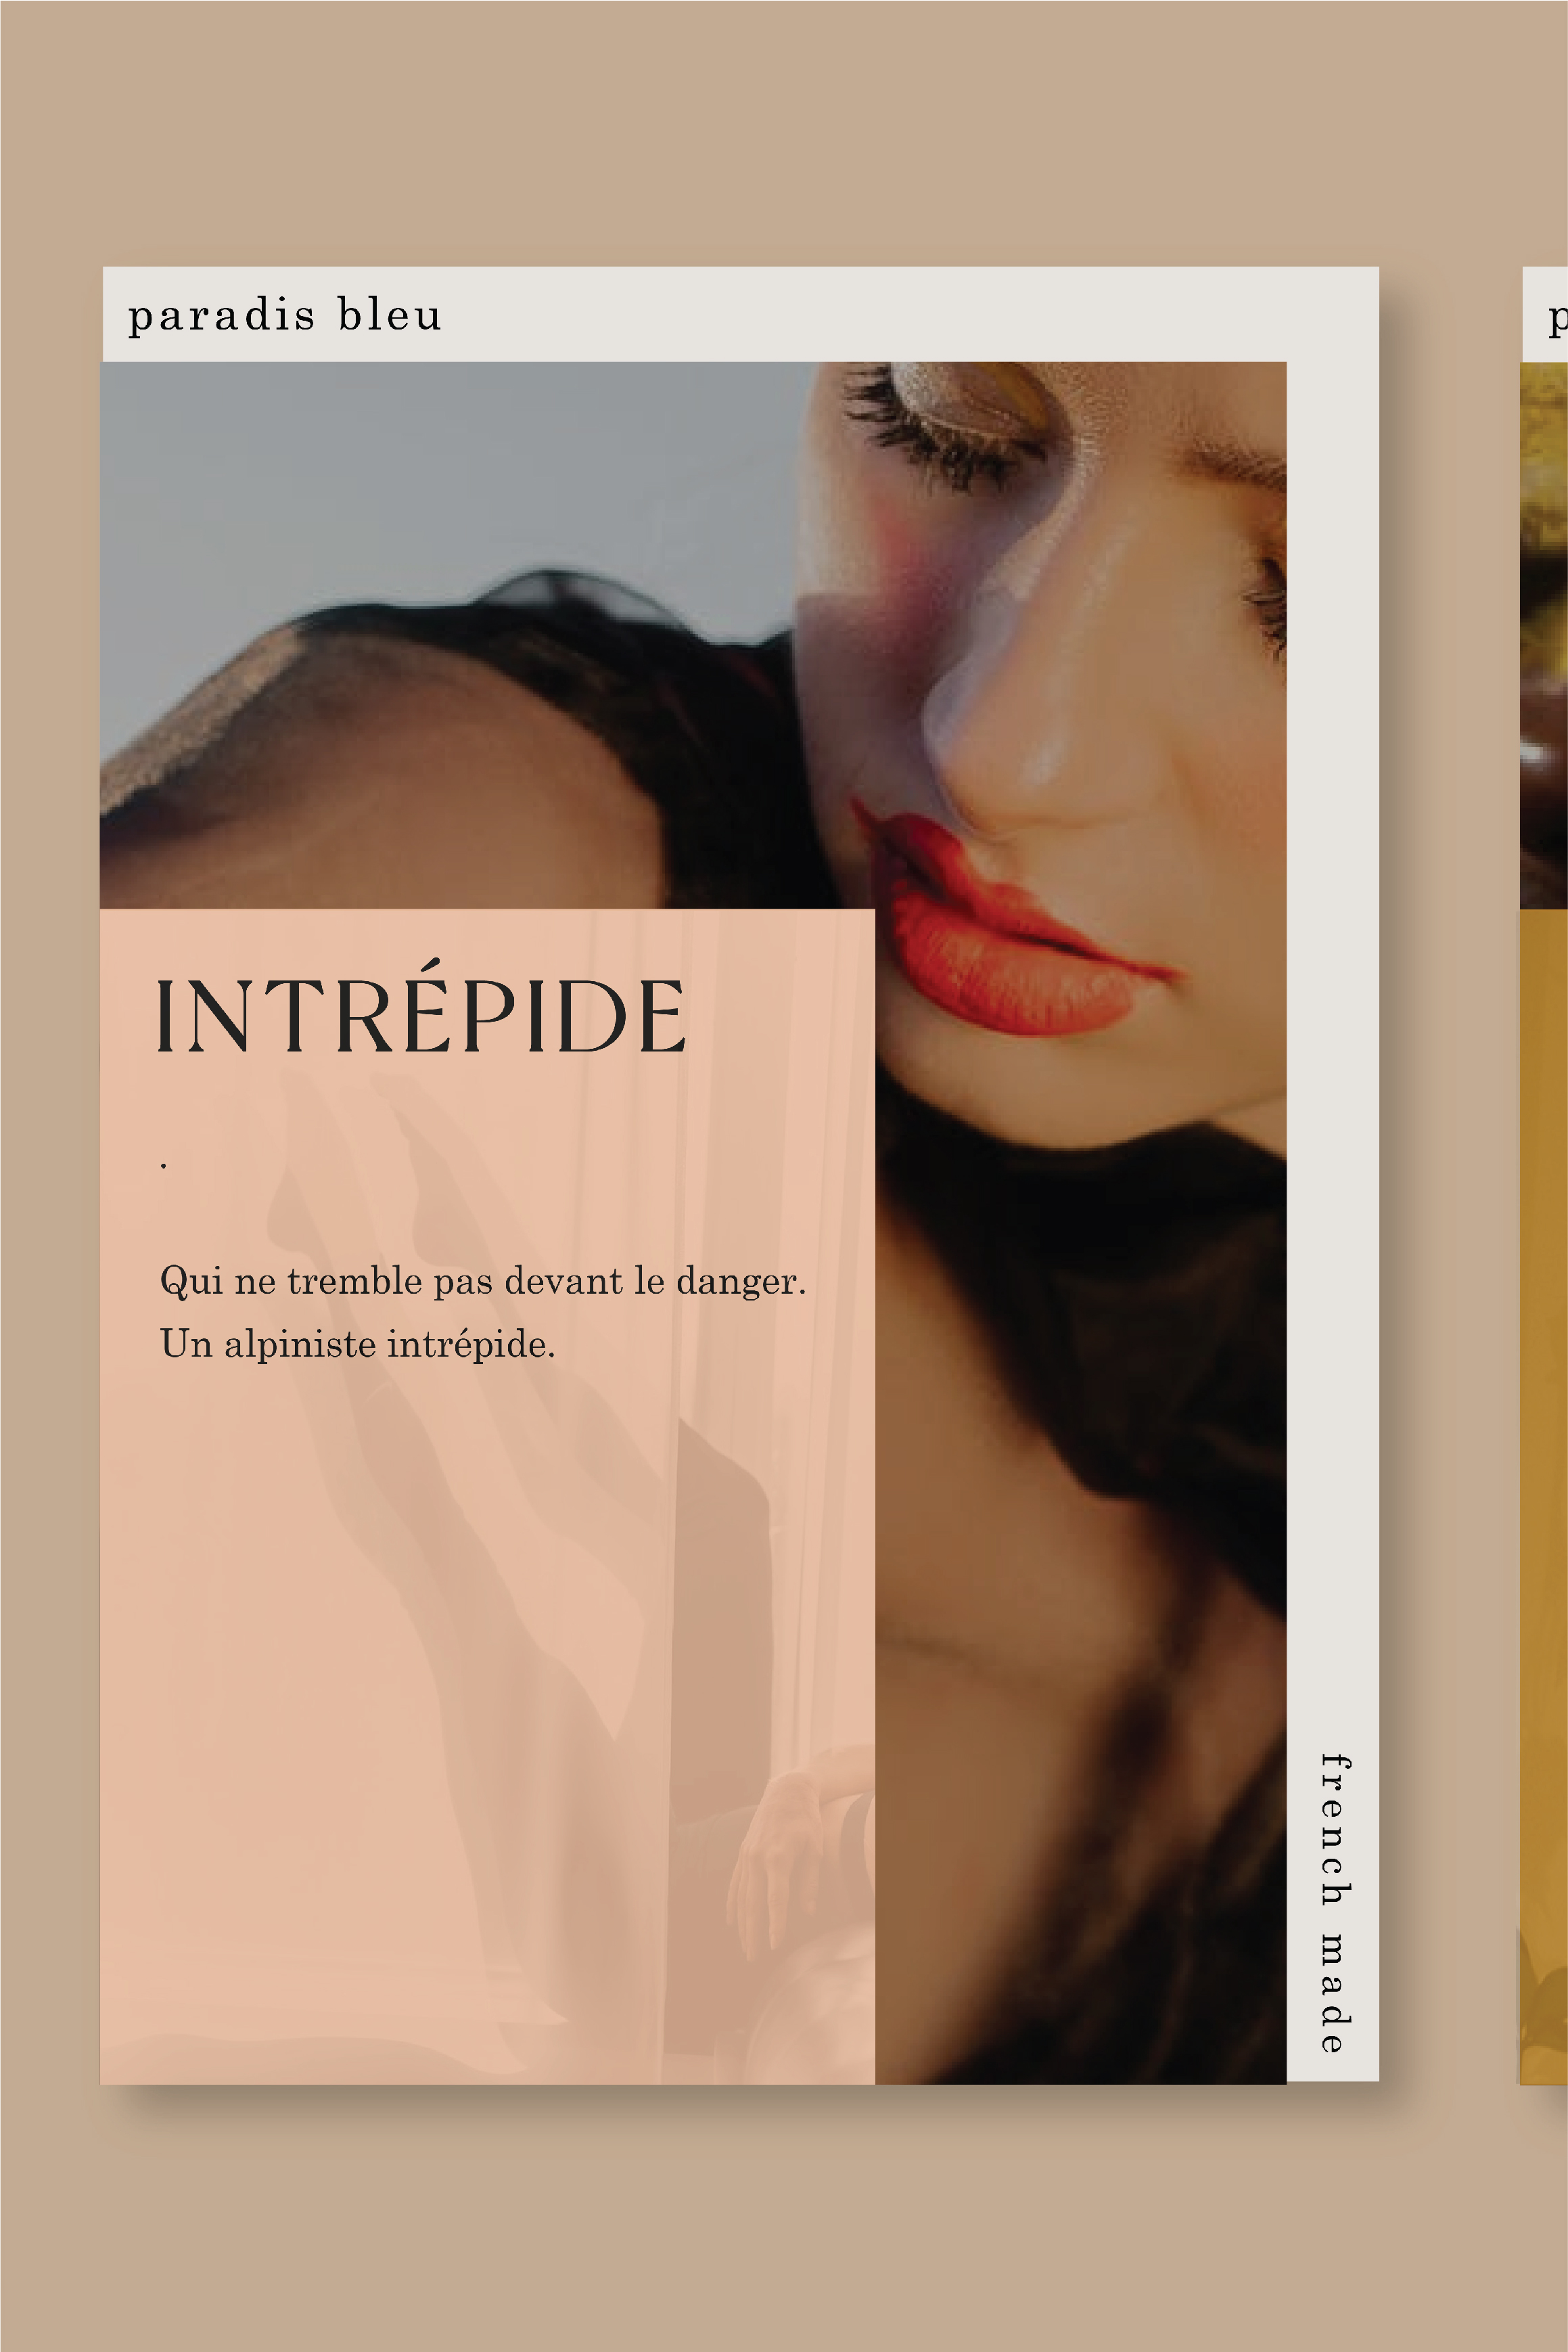 paradis bleu
INTRÉPIDE
.
Qui ne tremble pas devant le danger.
Un alpiniste intrépide.
french made
p